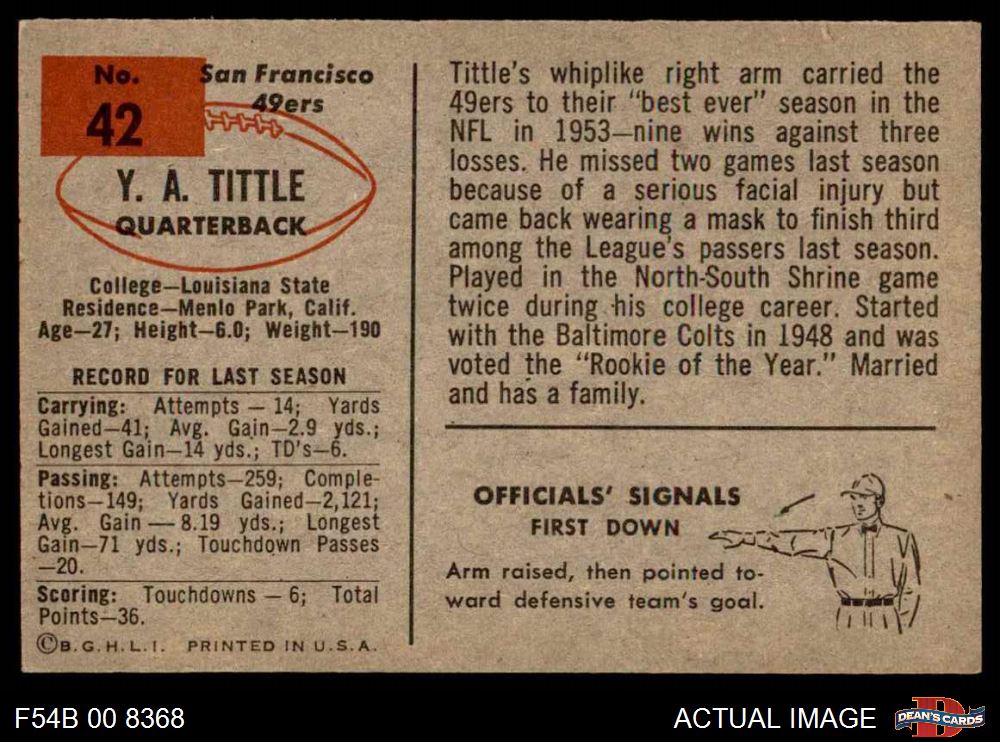 No.
42
San Francisco
49ers
Y. A. TITTLE
QUARTERBACK
College—Louisiana State
Residence—Menlo Park, Calif.
Age—27; Height—6.0; Weight—190
RECORD FOR LAST SEASON
Carrying: Attempts — 14; Yards
Gained—41; Avg. Gain—2.9 yds.;
Longest Gain—14 yds.; TD's—6.
Passing: Attempts—259; Comple-
tions—149; Yards Gained—2,121;
Avg. Gain — 8.19 yds.; Longest
Gain—71 yds.; Touchdown Passes
—20.
Scoring: Touchdowns — 6; Total
Points—36.
©B. G. H. L. I. PRINTED IN U. S. A.
Tittle's whiplike right arm carried the
49ers to their "best ever" season in the
NFL in 1953—nine wins against three
losses. He missed two games last season
because of a serious facial injury but
came back wearing a mask to finish third
among the League's passers last season.
Played in the North-South Shrine game
twice during his college career. Started
with the Baltimore Colts in 1948 and was
voted the "Rookie of the Year." Married
and has a family.
OFFICIALS' SIGNALS
FIRST DOWN
Arm raised, then pointed to-
ward defensive team's goal.
F54B 00 8368
ACTUAL IMAGE
D
DEAN'S CARDS